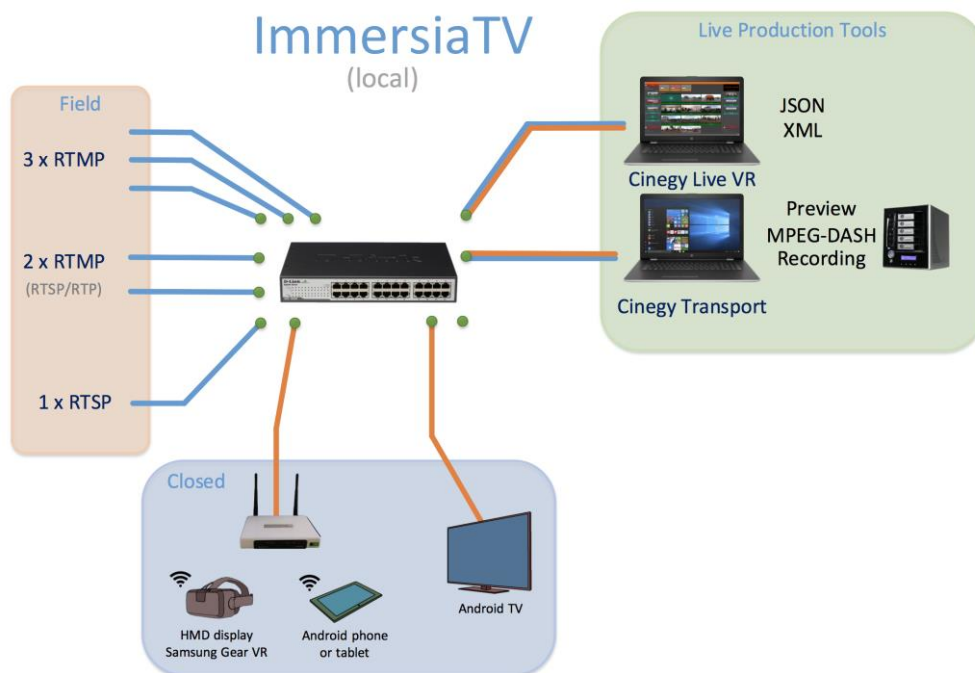 ImmersiaTV
(local)
Field
3 x RTMP
2 x RTMP
(RTSP/RTP)
1 x RTSP
D-Link
Live Production Tools
JSON
XML
Cinegy Live VR
Preview
MPEG-DASH
Recording
Cinegy Transport
Closed
HMD display
Samsung Gear VR
Android phone
or tablet
Android TV